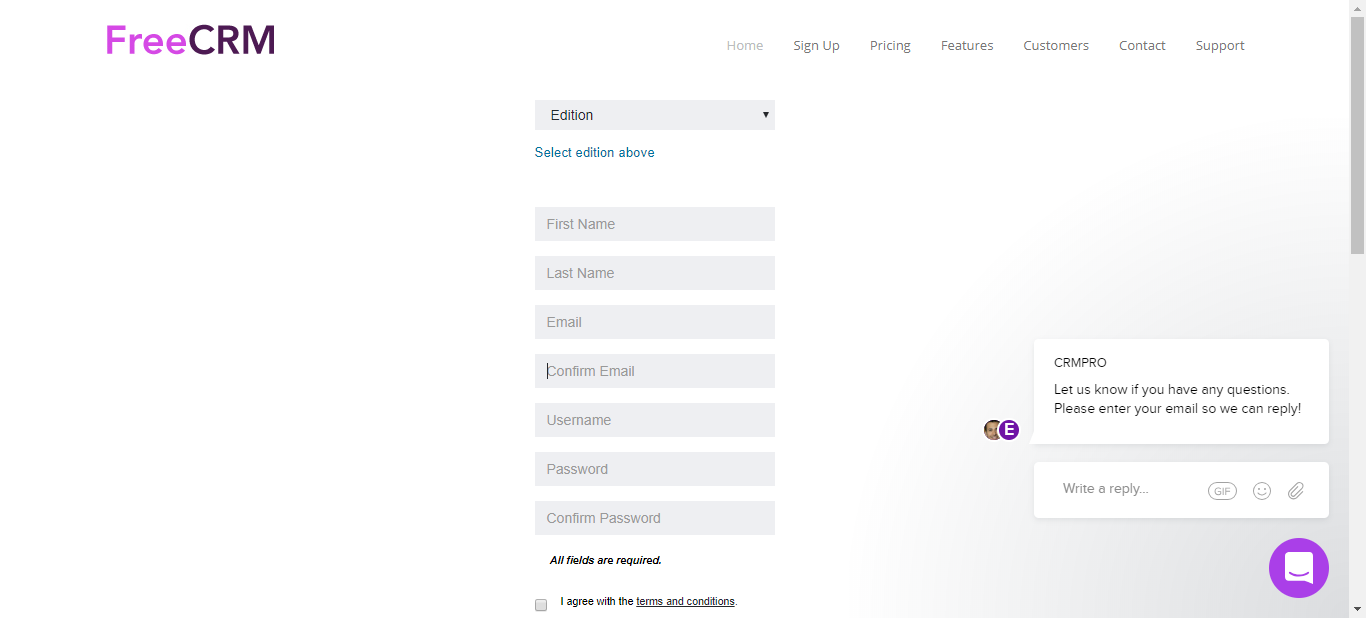 FreeCRM
Home Sign Up Pricing Features Customers Contact Support
Edition
Select edition above
First Name
Last Name
Email
Confirm Email
Username
Password
Confirm Password
All fields are required.
I agree with the terms and conditions.
CRMPRO
Let us know if you have any questions.
Please enter your email so we can reply!
E
Write a reply...
GIF